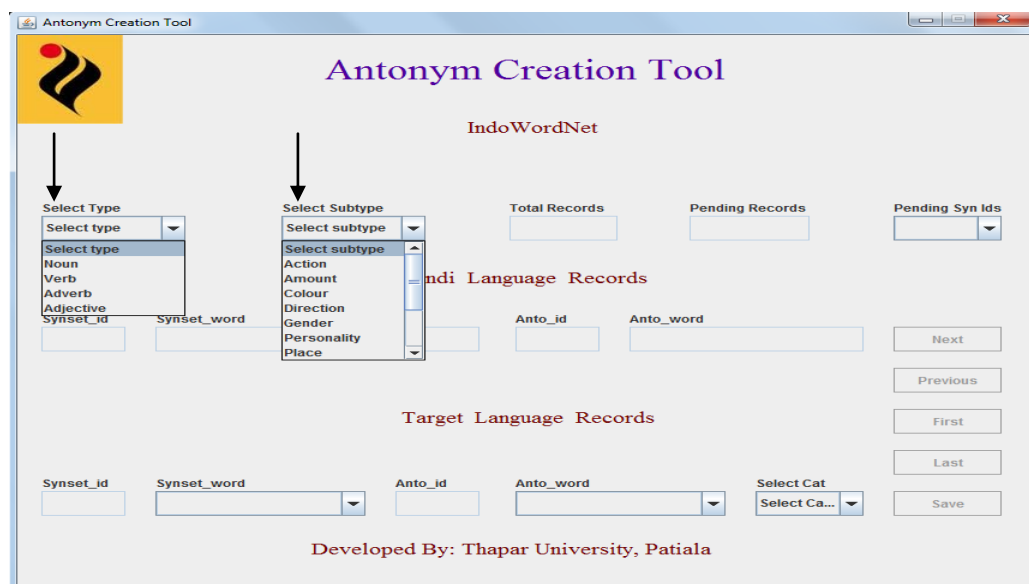 Antonym Creation Tool
Antonym Creation Tool
IndoWordNet
Select Type Select Subtype Total Records Pending Records Pending Syn Ids
Select type Select subtype
Select type Select subtype
Noun Action
Verb Amount
Adverb Colour
Adjective Direction
Gender
Personality
Place
ndi Language Records
Synset_id Synset_word Anto_id Anto_word
Next
Previous
Target Language Records
First
Last
Synset_id Synset_word Anto_id Anto_word Select Cat
Select Ca... Save
Developed By: Thapar University, Patiala